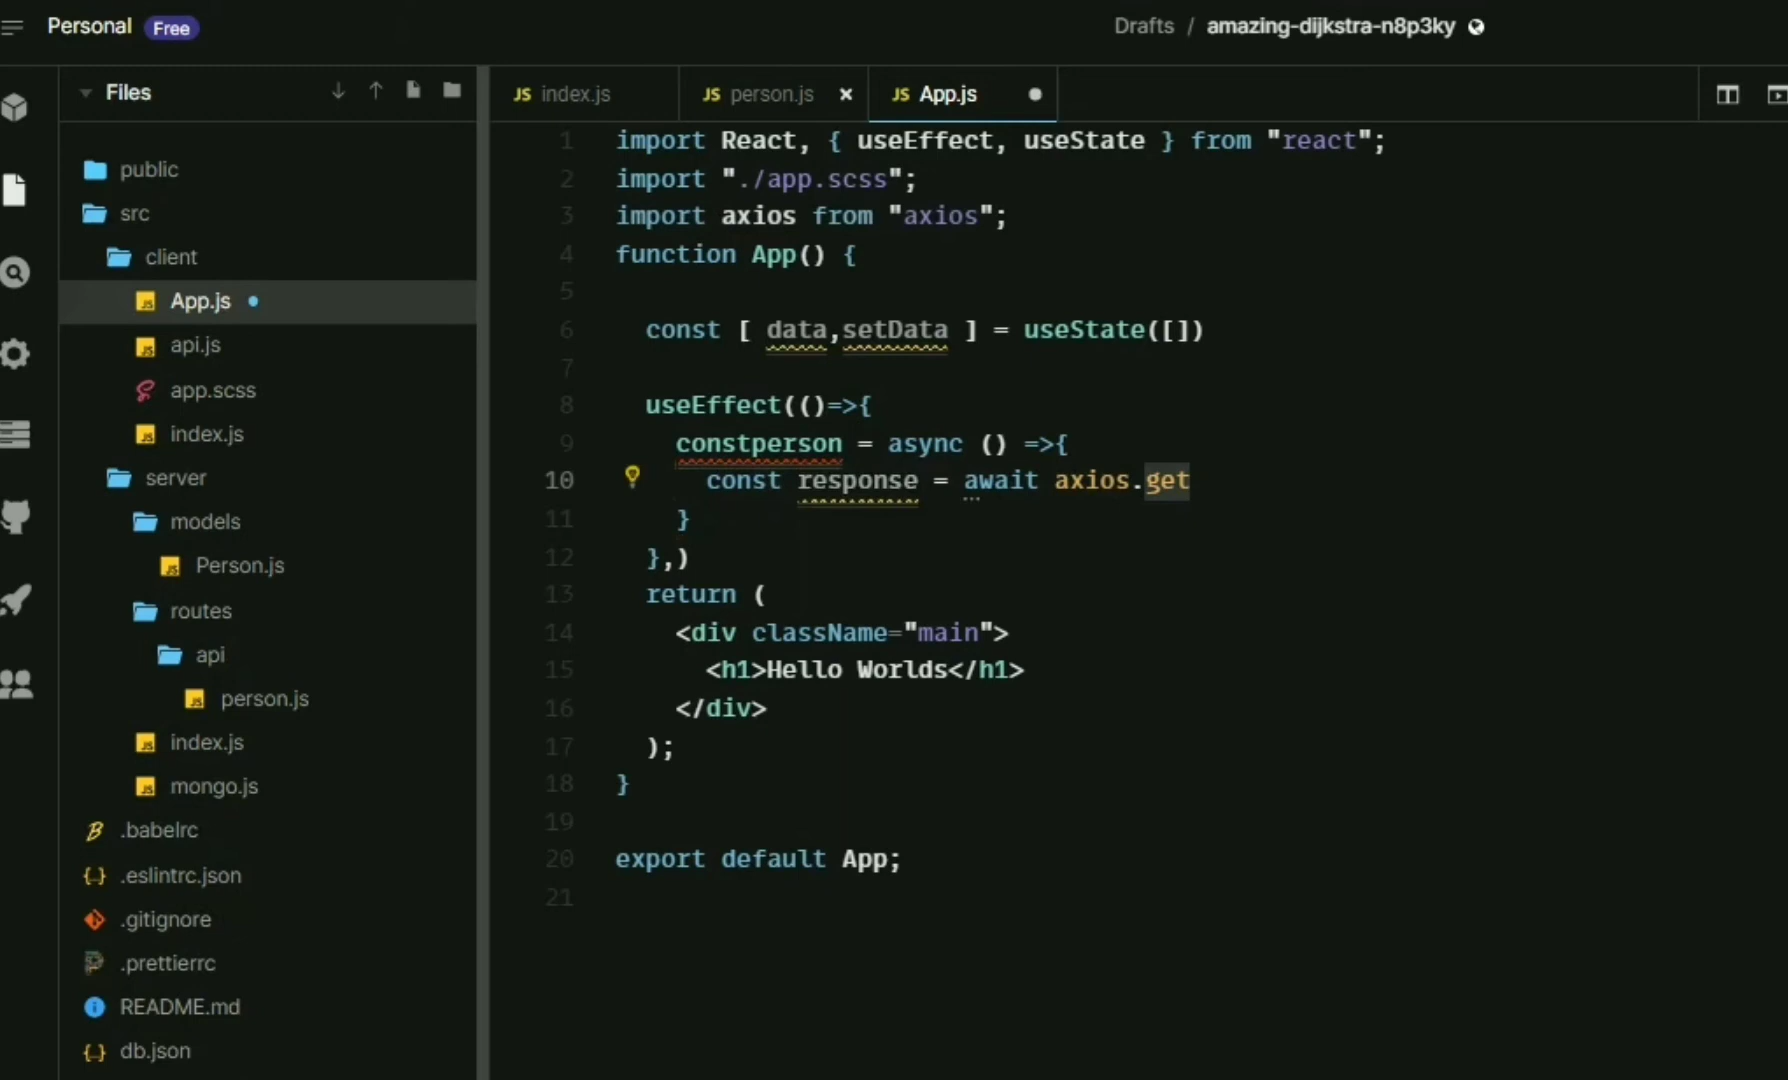 Personal Free
Drafts / amazing-dijkstra-n8p3ky
Files
public
src
client
App.js
api.js
app.scss
index.js
server
models
Person.js
routes
api
person.js
index.js
mongo.js
.babelrc
.eslintrc.json
.gitignore
.prettierrc
README.md
db.json
JS index.js
JS person.js ×
JS App.js
1 import React, { useEffect, useState } from "react";
2 import "./app.scss";
3 import axios from "axios";
4 function App() {
5
6 const [ data,setData ] = useState([])
7
8 useEffect(()=>{
9 constperson = async () =>{
10 const response = await axios.get
11 }
12 },)
13 return (
14 <div className="main">
15 <h1>Hello Worlds</h1>
16 </div>
17 );
18 }
19
20 export default App;
21